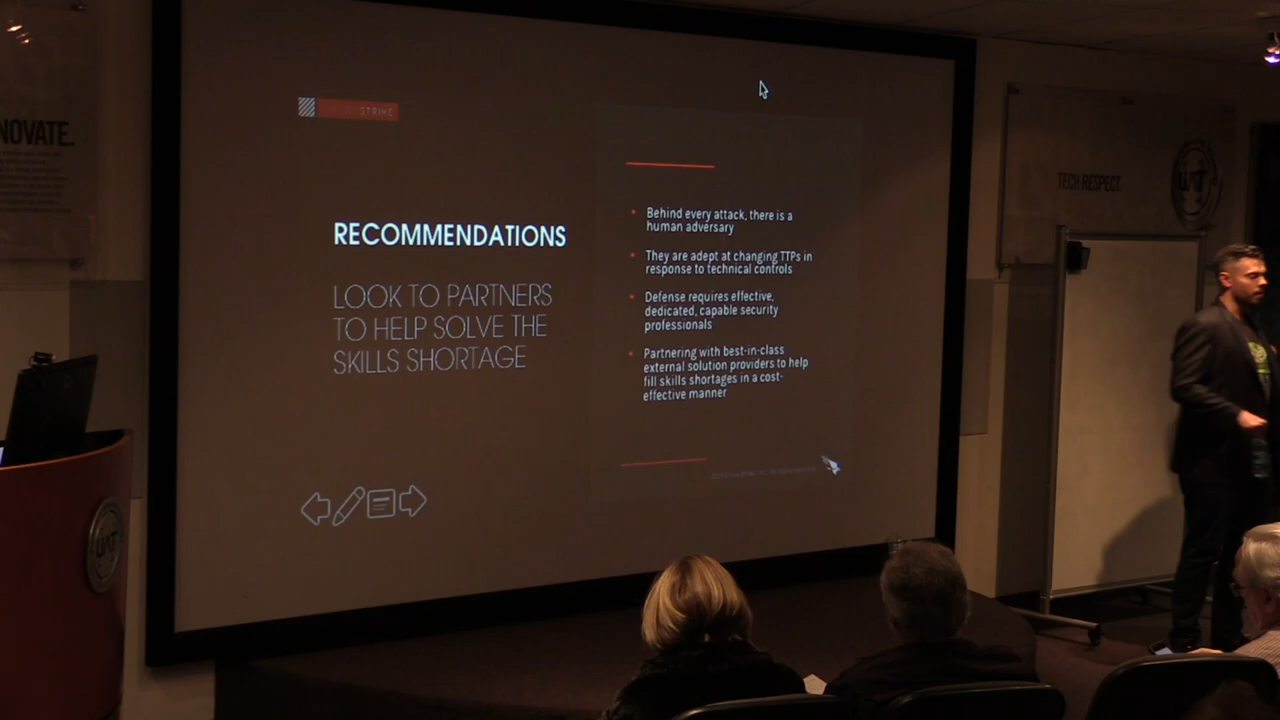 NOVATE.
STRIKE
RECOMMENDATIONS
LOOK TO PARTNERS
TO HELP SOLVE THE
SKILLS SHORTAGE
Behind every attack, there is a
human adversary
They are adept at changing TTPs in
response to technical controls
Defense requires effective,
dedicated, capable security
professionals
Partnering with best-in-class
external solution providers to help
fill skills shortages in a cost-
effective manner
TECH RESPECT.
UAT
UAT